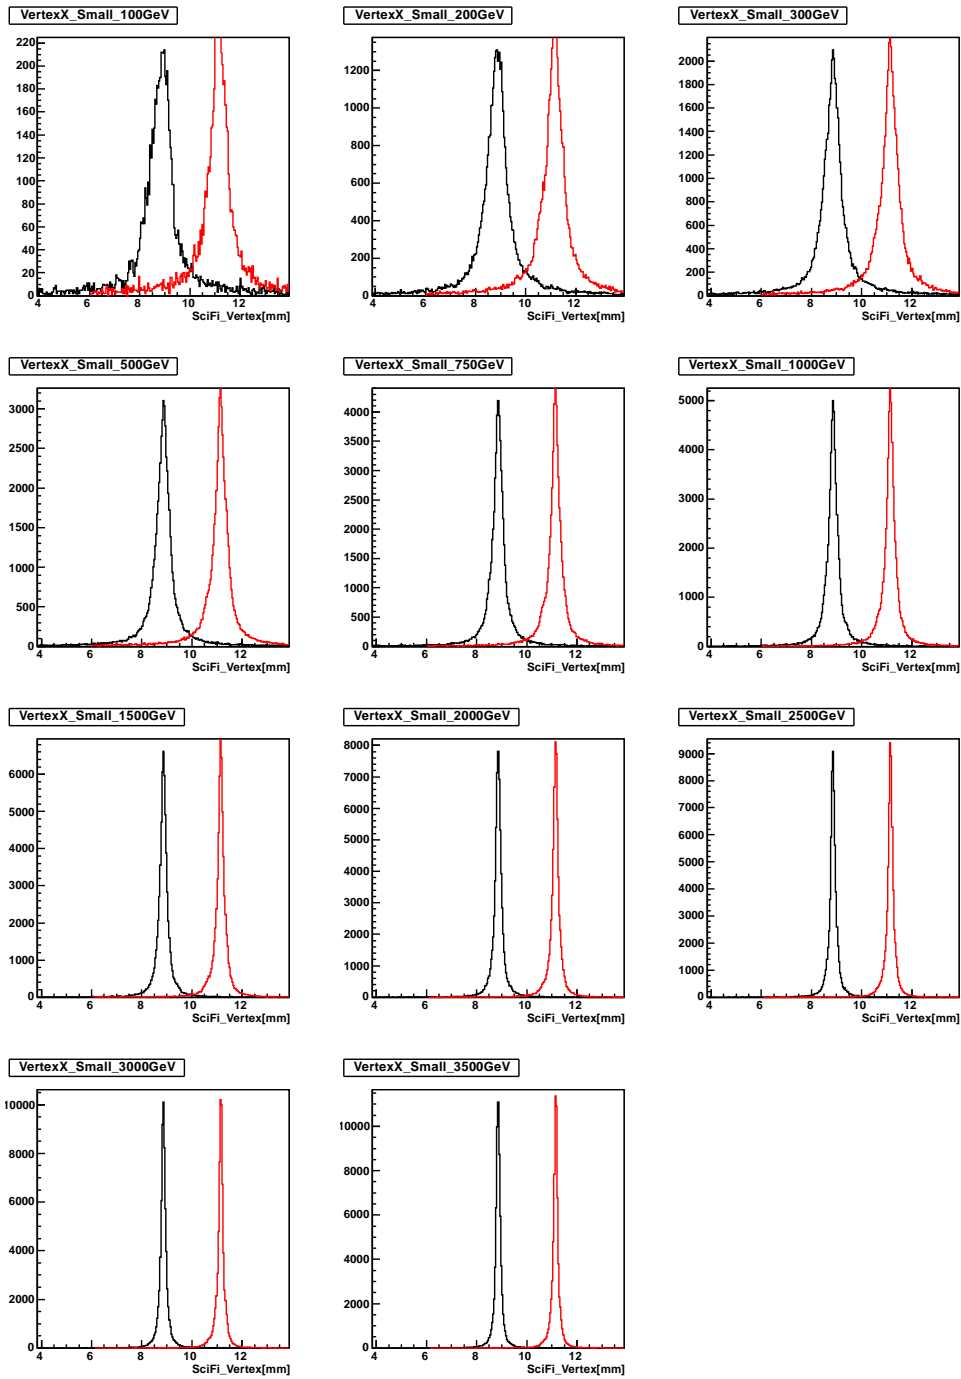 VertexX_Small_100GeV
220
200
180
160
140
120
100
80
60
40
20
4 6 8 10 12
SciFi_Vertex[mm]
VertexX_Small_200GeV
1200
1000
800
600
400
200
0
4 6 8 10 12
SciFi_Vertex[mm]
VertexX_Small_300GeV
2000
1800
1600
1400
1200
1000
800
600
400
200
0
4 6 8 10 12
SciFi_Vertex[mm]
VertexX_Small_500GeV
3000
2500
2000
1500
1000
500
0
4 6 8 10 12
SciFi_Vertex[mm]
VertexX_Small_750GeV
4000
3500
3000
2500
2000
1500
1000
500
0
4 6 8 10 12
SciFi_Vertex[mm]
VertexX_Small_1000GeV
5000
4000
3000
2000
1000
0
4 6 8 10 12
SciFi_Vertex[mm]
VertexX_Small_1500GeV
6000
5000
4000
3000
2000
1000
0
4 6 8 10 12
SciFi_Vertex[mm]
VertexX_Small_2000GeV
8000
7000
6000
5000
4000
3000
2000
1000
0
4 6 8 10 12
SciFi_Vertex[mm]
VertexX_Small_2500GeV
9000
8000
7000
6000
5000
4000
3000
2000
1000
0
4 6 8 10 12
SciFi_Vertex[mm]
VertexX_Small_3000GeV
10000
8000
6000
4000
2000
0
4 6 8 10 12
SciFi_Vertex[mm]
VertexX_Small_3500GeV
10000
8000
6000
4000
2000
0
4 6 8 10 12
SciFi_Vertex[mm]